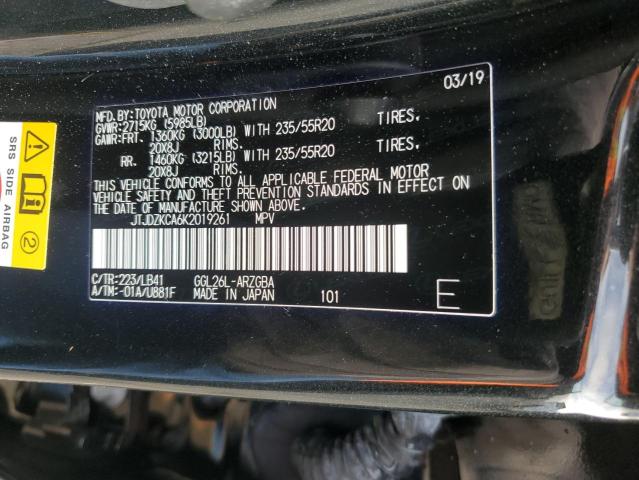 03/19
MFD. BY:TOYOTA MOTOR CORPORATION
GVWR:2715KG (5985LB)
GAWR:FRT. 1360KG (3000LB) WITH 235/55R20 TIRES.
20X8J RIMS.
RR. 1460KG (3215LB) WITH 235/55R20 TIRES.
20X8J RIMS.
THIS VEHICLE CONFORMS TO ALL APPLICABLE FEDERAL MOTOR
VEHICLE SAFETY AND THEFT PREVENTION STANDARDS IN EFFECT
ON THE DATE OF MANUFACTURE SHOWN ABOVE.
JTJDZKCA6K2019261 MPV
C/TR:223/LB41 GGL26L-ARZGBA
A/TM:-01A/U881F MADE IN JAPAN 101 E
SRS SIDE AIRBAG
2